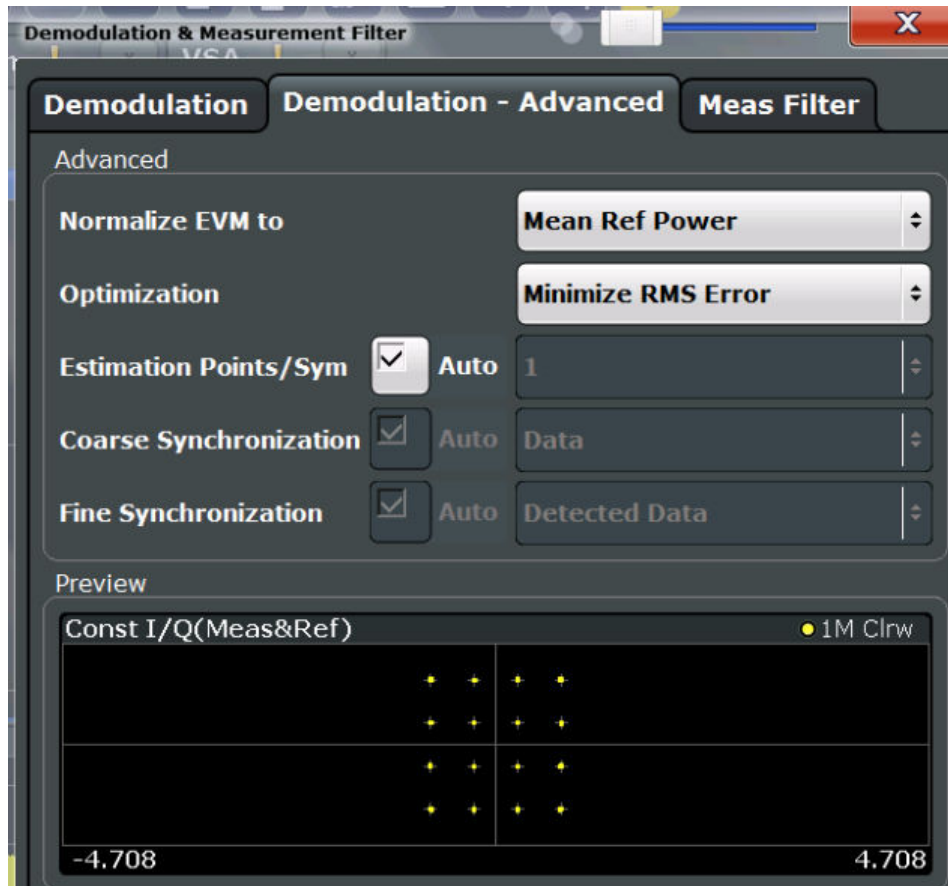 Demodulation & Measurement Filter
VSA
Demodulation
Demodulation - Advanced
Meas Filter
Advanced
Normalize EVM to
Mean Ref Power
Optimization
Minimize RMS Error
Estimation Points/Sym
Auto
1
Coarse Synchronization
Auto
Data
Fine Synchronization
Auto
Detected Data
Preview
Const I/Q(Meas&Ref)
1M Clrw
-4.708
4.708